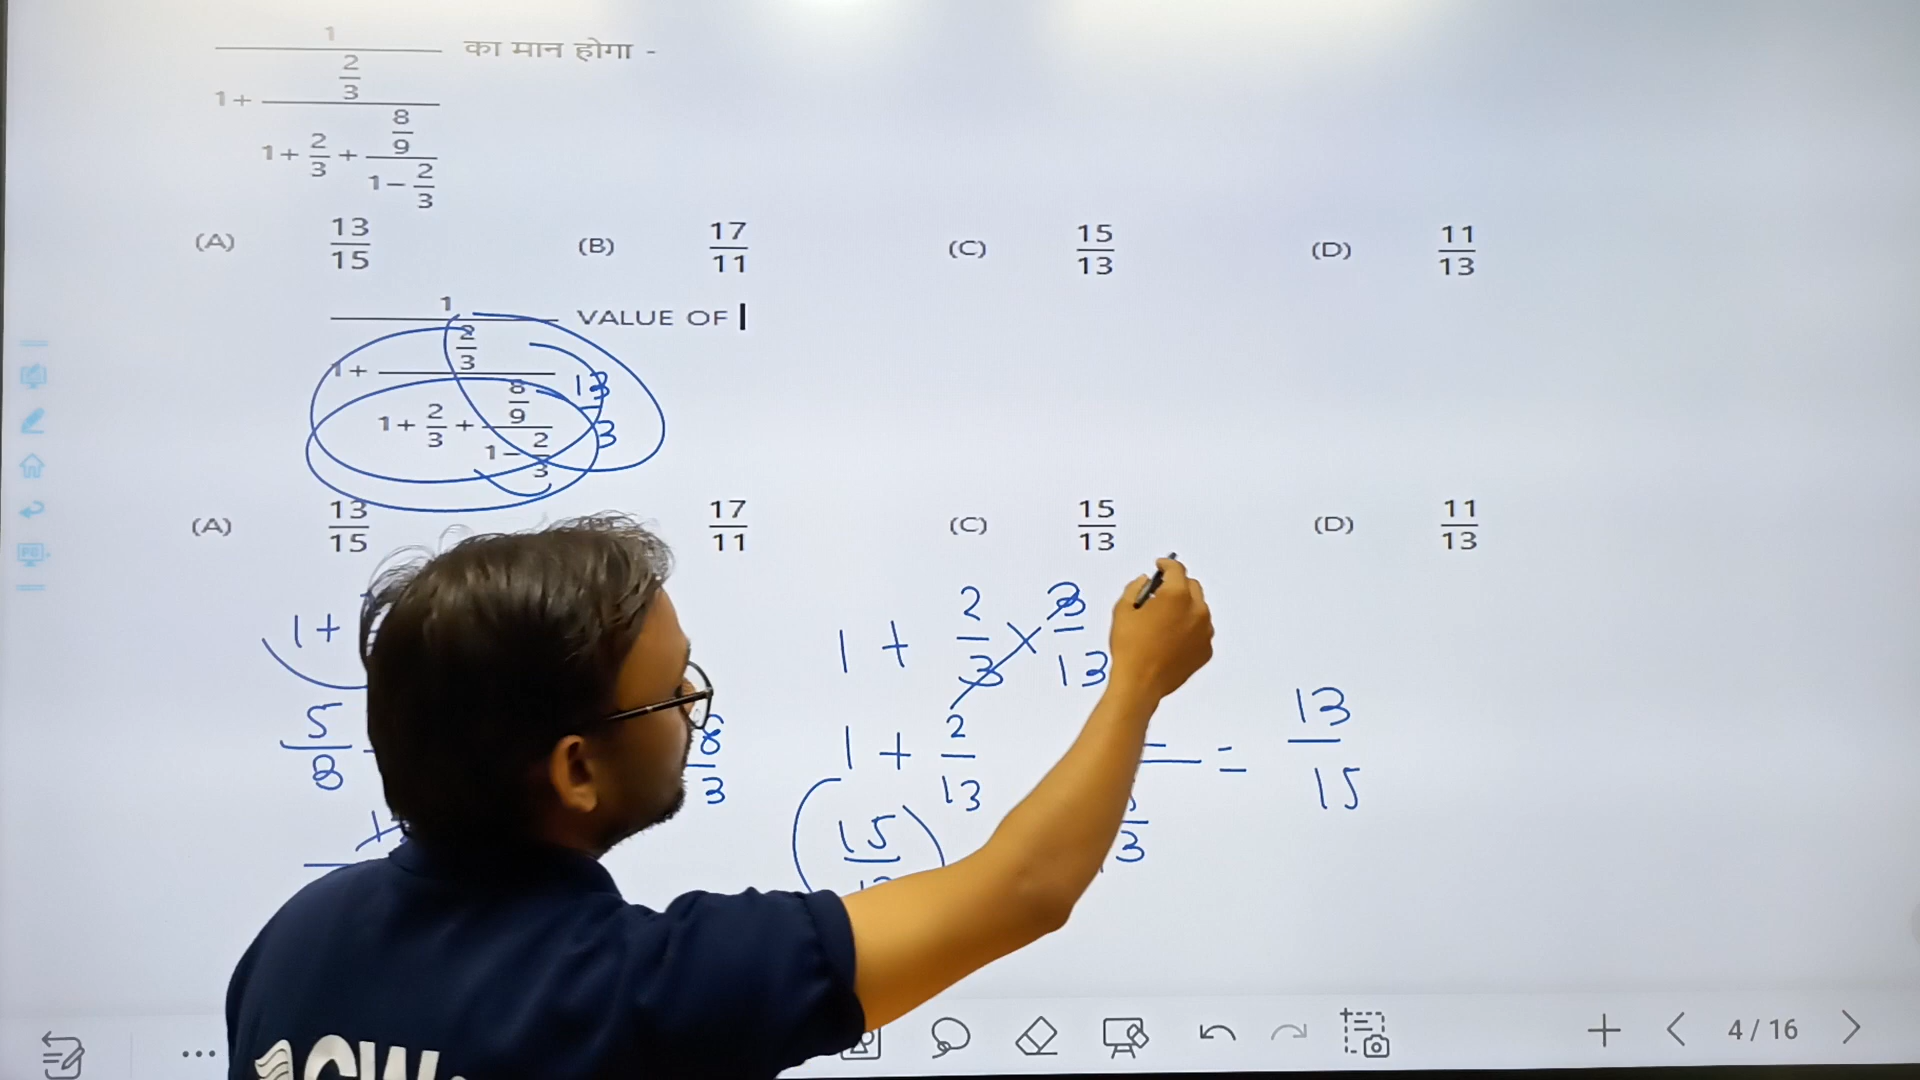 1
2/3
1+
8/9
1+ 2/3 +
1− 2/3
का मान होगा -
(A) 13/15 (B) 17/11 (C) 15/13 (D) 11/13
1
VALUE OF
2/3
1+
8/9
1+ 2/3 +
1− 2/3
13/3
(A) 13/15 17/11 (C) 15/13 (D) 11/13
1+
1 + 2/3 × 3/13
5/3
8/3
1 + 2/13
= 13/15
15
4 / 16